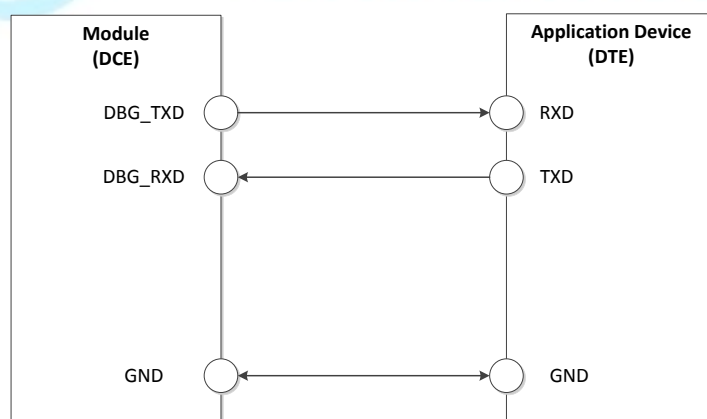 Module
(DCE)
Application Device
(DTE)
DBG_TXD
RXD
DBG_RXD
TXD
GND
GND